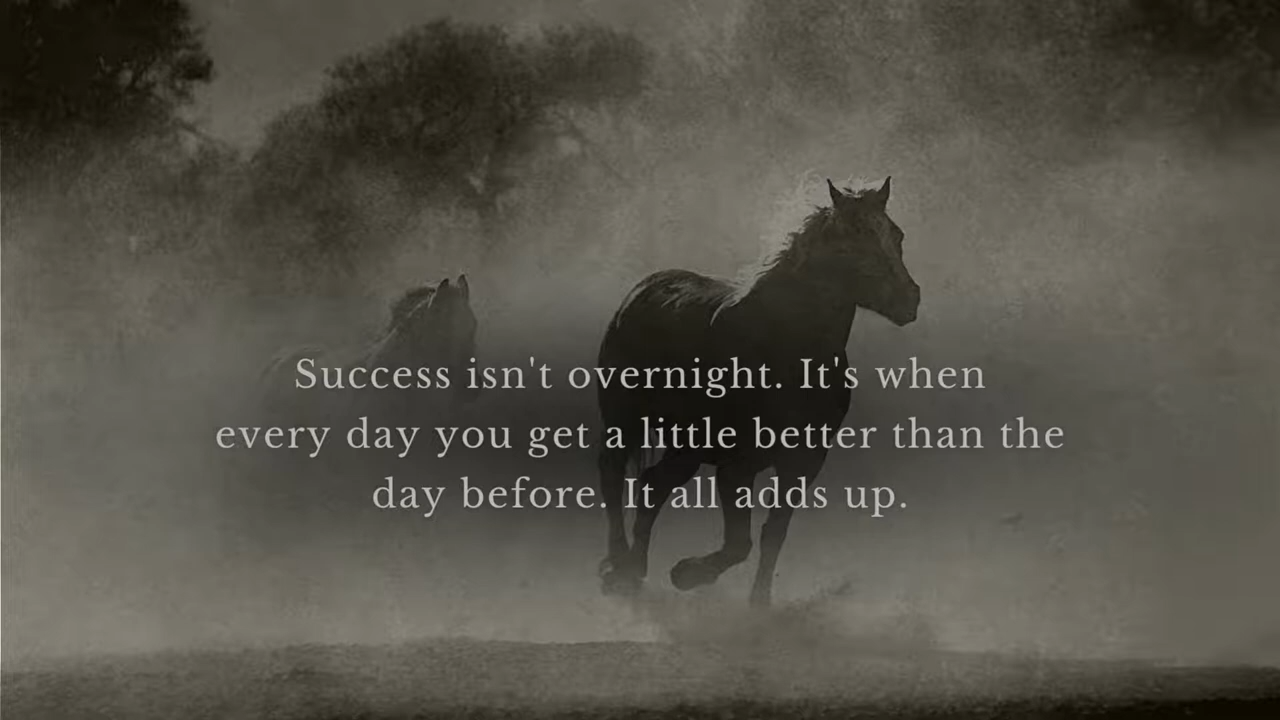 Success isn't overnight. It's when
every day you get a little better than the
day before. It all adds up.